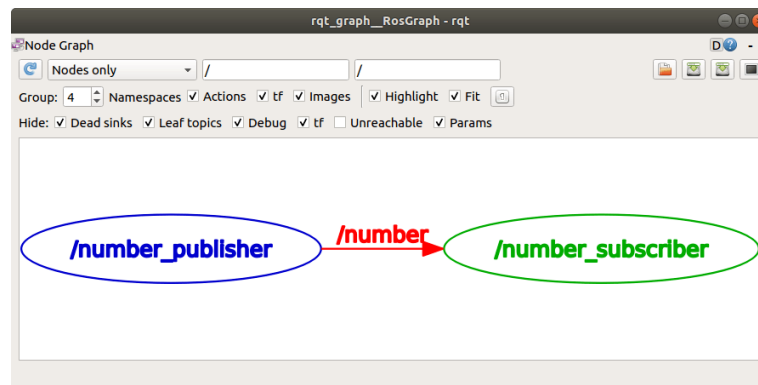 rqt_graph__RosGraph - rqt
Node Graph D -
Nodes only / /
Group: 4 Namespaces Actions tf Images Highlight Fit
Hide: Dead sinks Leaf topics Debug tf Unreachable Params
/number_publisher /number /number_subscriber